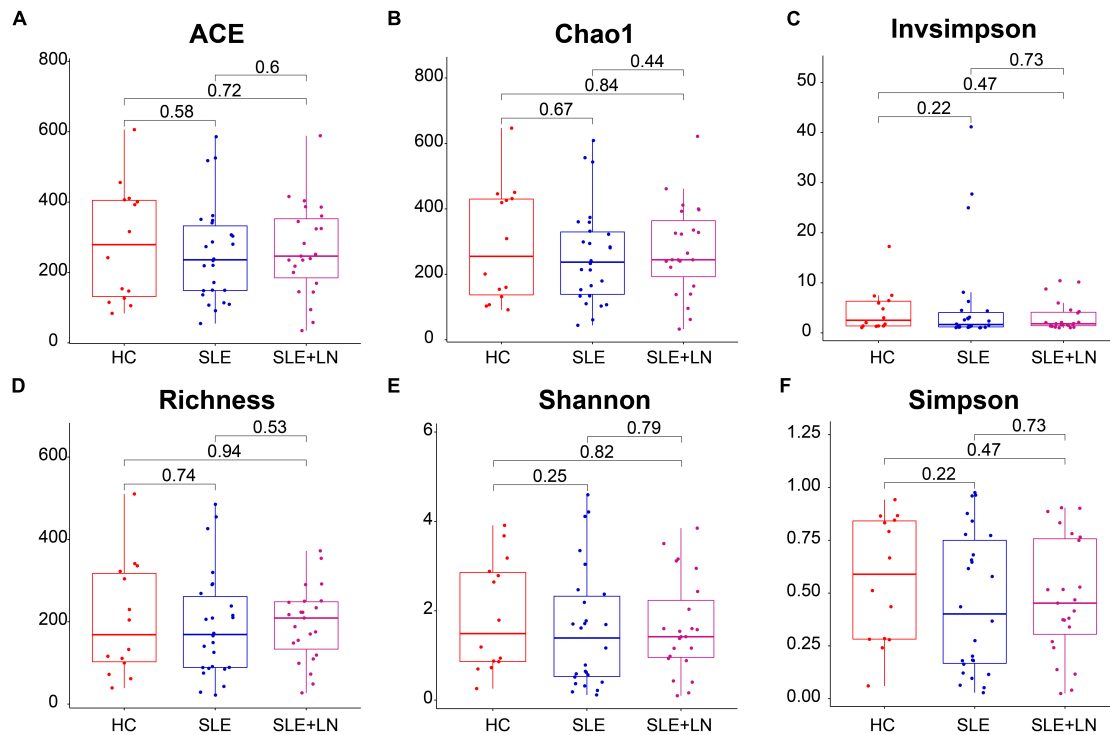 A
ACE
800
600
400
200
0
0.6
0.72
0.58
HC
SLE
SLE+LN
B
Chao1
800
600
400
200
0
0.44
0.84
0.67
HC
SLE
SLE+LN
C
Invsimpson
50
40
30
20
10
0
0.73
0.47
0.22
HC
SLE
SLE+LN
D
Richness
600
400
200
0
0.53
0.94
0.74
HC
SLE
SLE+LN
E
Shannon
6
4
2
0
0.79
0.82
0.25
HC
SLE
SLE+LN
F
Simpson
1.25
1.00
0.75
0.50
0.25
0.00
0.73
0.47
0.22
HC
SLE
SLE+LN